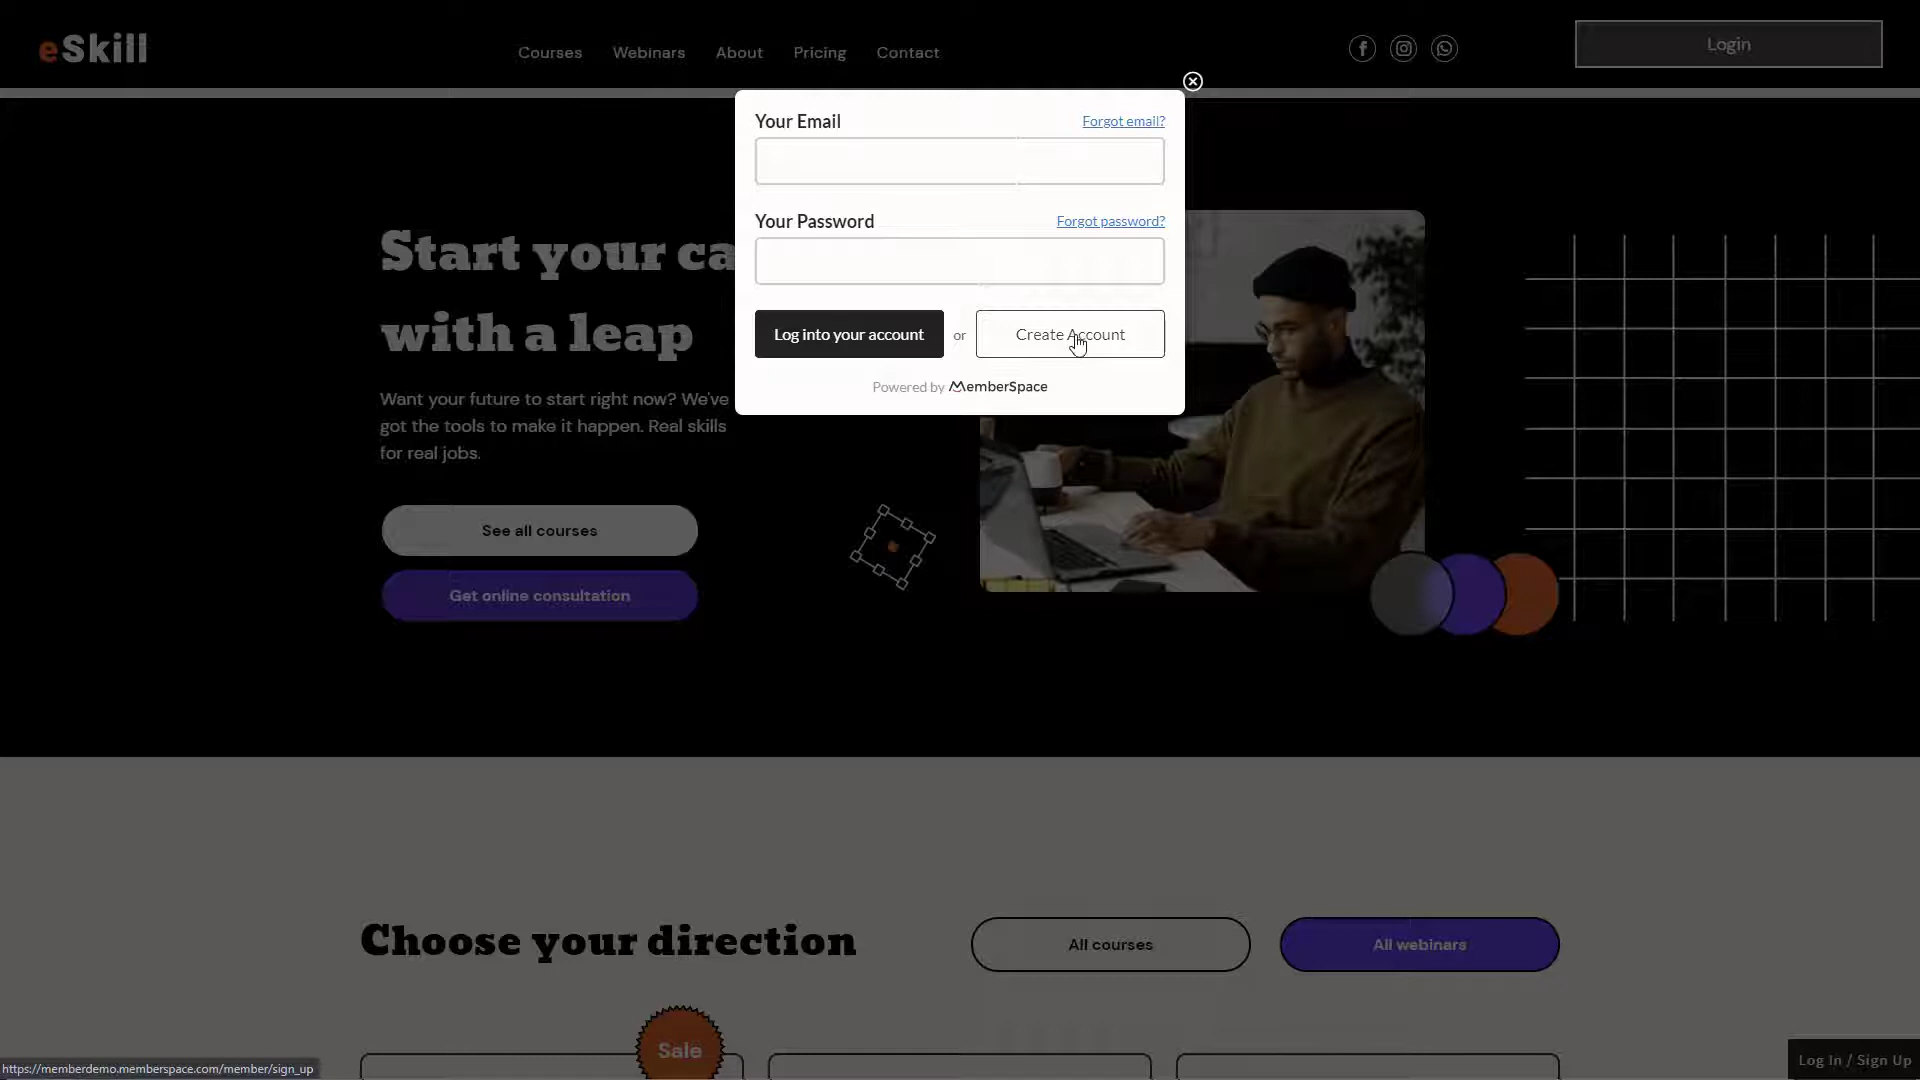 eSkill
Courses
Webinars
About
Pricing
Contact
Login
Your Email
Forgot email?
Your Password
Forgot password?
Log into your account
or
Create Account
Powered by MemberSpace
Start your ca
with a leap
Want your future to start right now? We've
got the tools to make it happen. Real skills
for real jobs.
See all courses
Get online consultation
Choose your direction
All courses
All webinars
Sale
https://memberdemo.memberspace.com/member/sign_up
Log In / Sign Up